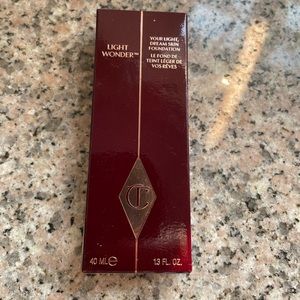 LIGHT
WONDER™
YOUR LIGHT,
DREAM SKIN
FOUNDATION
LE FOND DE
TEINT LÉGER DE
VOS RÊVES
CT
40 ML℮
1.3 FL. OZ.